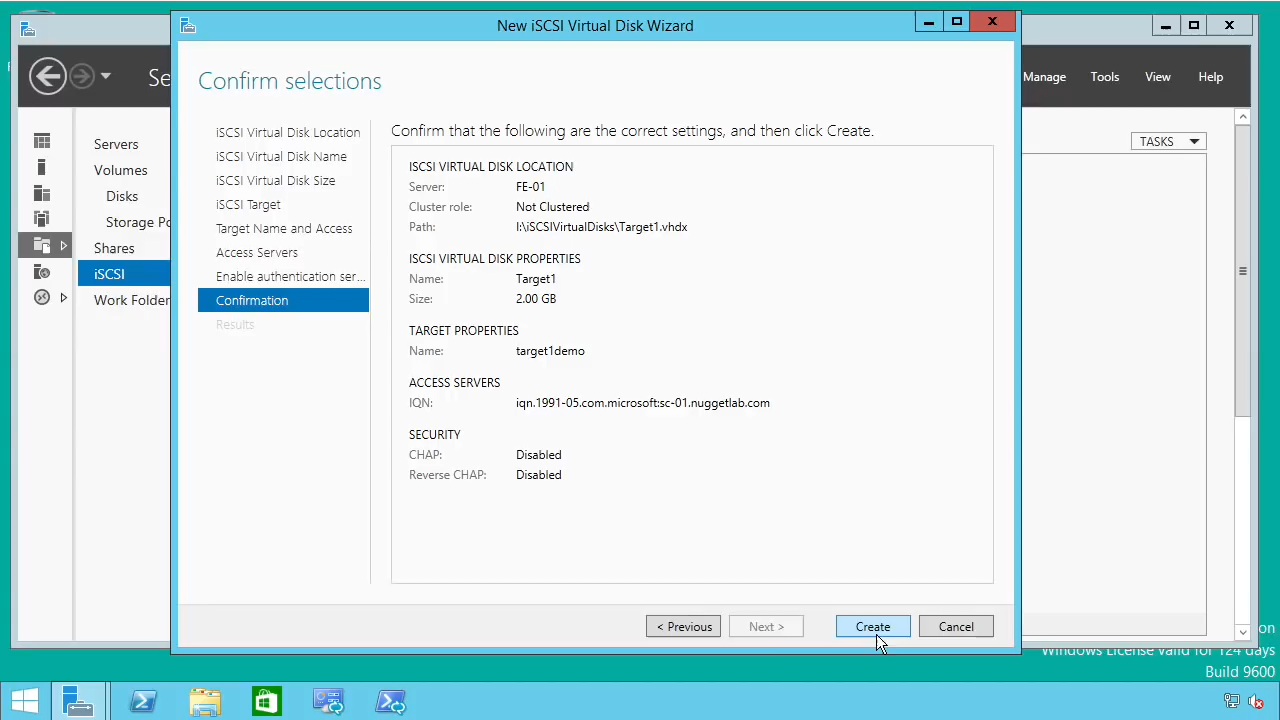 New iSCSI Virtual Disk Wizard
Se
Manage Tools View Help
TASKS
Servers
Volumes
Disks
Storage Po
Shares
iSCSI
Work Folder
Confirm selections
iSCSI Virtual Disk Location
iSCSI Virtual Disk Name
iSCSI Virtual Disk Size
iSCSI Target
Target Name and Access
Access Servers
Enable authentication ser...
Confirmation
Results
Confirm that the following are the correct settings, and then click Create.
ISCSI VIRTUAL DISK LOCATION
Server: FE-01
Cluster role: Not Clustered
Path: I:\iSCSIVirtualDisks\Target1.vhdx
ISCSI VIRTUAL DISK PROPERTIES
Name: Target1
Size: 2.00 GB
TARGET PROPERTIES
Name: target1demo
ACCESS SERVERS
IQN: iqn.1991-05.com.microsoft:sc-01.nuggetlab.com
SECURITY
CHAP: Disabled
Reverse CHAP: Disabled
< Previous Next > Create Cancel
on
Windows License valid for 124 days
Build 9600